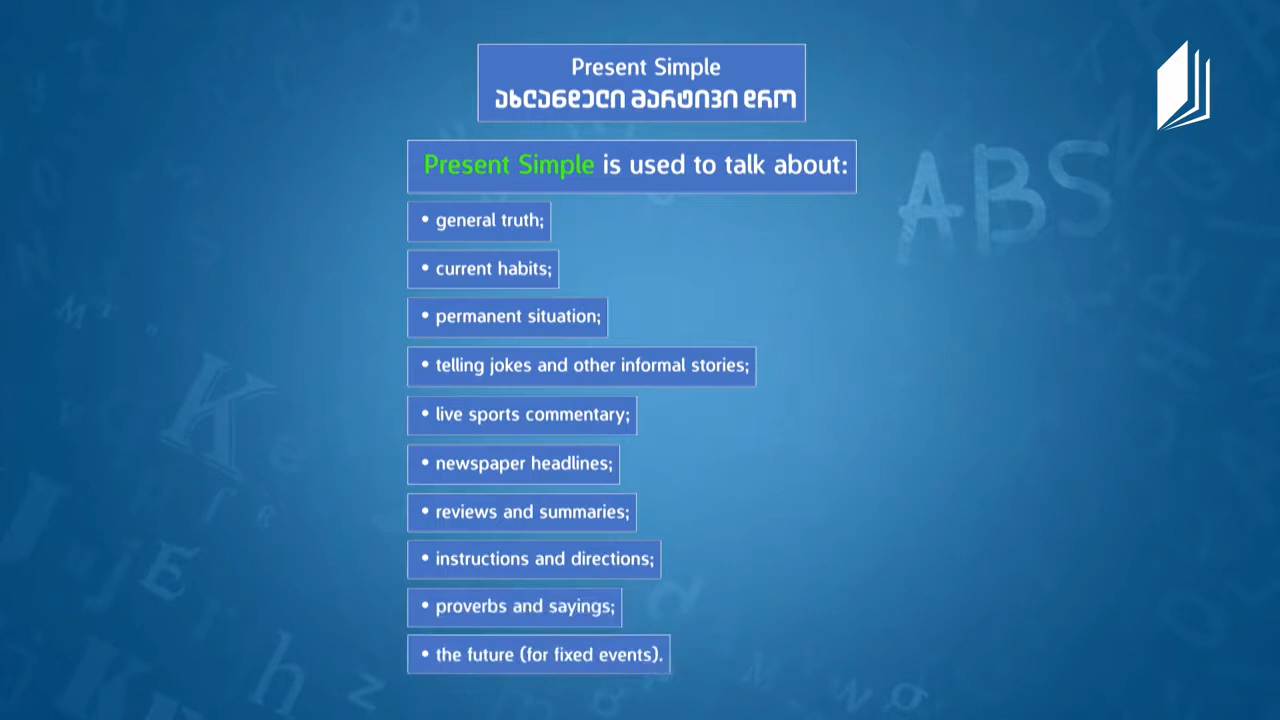 Present Simple
ახლანდელი მარტივი დრო
Present Simple is used to talk about:
• general truth;
• current habits;
• permanent situation;
• telling jokes and other informal stories;
• live sports commentary;
• newspaper headlines;
• reviews and summaries;
• instructions and directions;
• proverbs and sayings;
• the future (for fixed events).
ABS